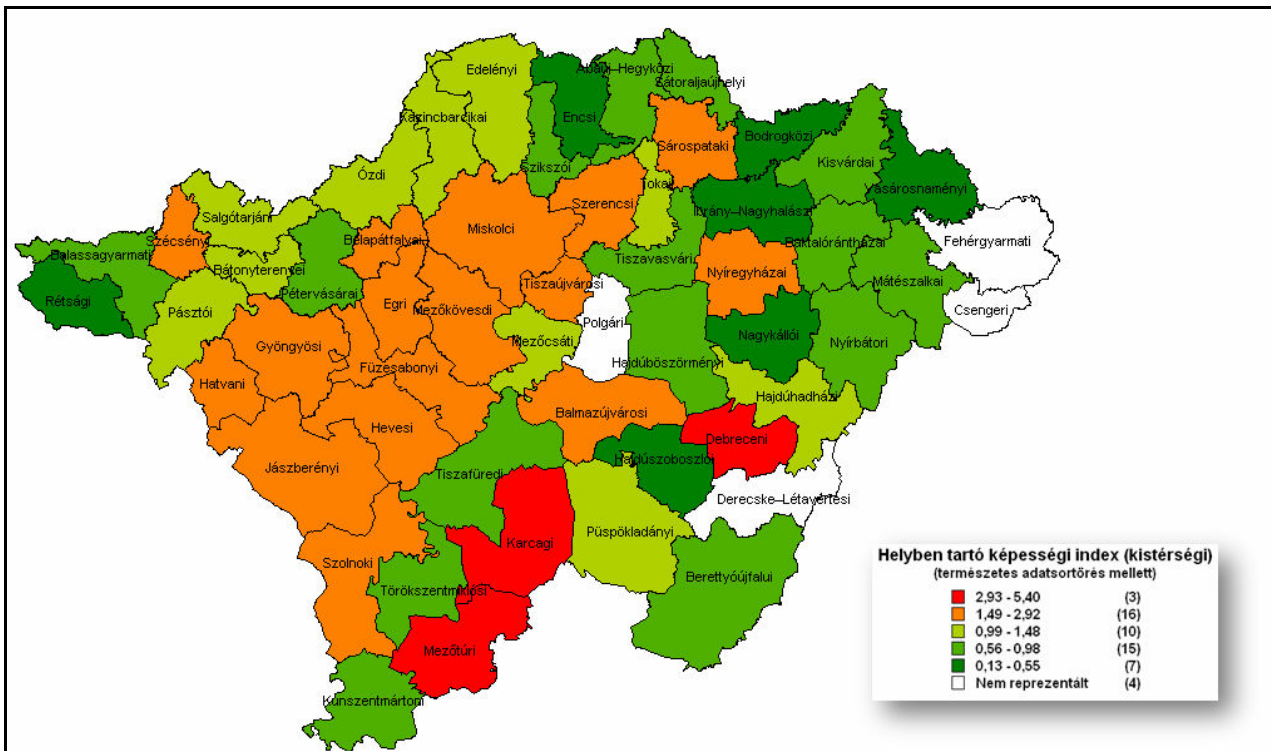 Edelényi
Abaúj–Hegyközi
Sátoraljaújhelyi
Kazincbarcikai
Encsi
Bodrogközi
Sárospataki
Kisvárdai
Szikszói
Ózdi
Tokaji
Vásárosnaményi
Szerencsi
Ibrány–Nagyhalászi
Salgótarjáni
Miskolci
Szécsényi
Bélapátfalvai
Baktalórántházai
Fehérgyarmati
Balassagyarmati
Bátonyterenyei
Tiszavasvári
Nyíregyházai
Mátészalkai
Rétsági
Pétervásárai
Tiszaújvárosi
Pásztói
Egri
Mezőkövesdi
Csengeri
Polgári
Mezőcsáti
Nagykállói
Nyírbátori
Gyöngyösi
Füzesabonyi
Hajdúböszörményi
Hatvani
Hajdúhadházi
Balmazújvárosi
Hevesi
Debreceni
Hajdúszoboszlói
Jászberényi
Tiszafüredi
Derecske–Létavértesi
Karcagi
Püspökladányi
Szolnoki
Berettyóújfalui
Törökszentmiklósi
Mezőtúri
Kunszentmártoni
Helyben tartó képességi index (kistérségi)
(természetes adatsortörés mellett)
2,93 - 5,40 (3)
1,49 - 2,92 (16)
0,99 - 1,48 (10)
0,56 - 0,98 (15)
0,13 - 0,55 (7)
Nem reprezentált (4)